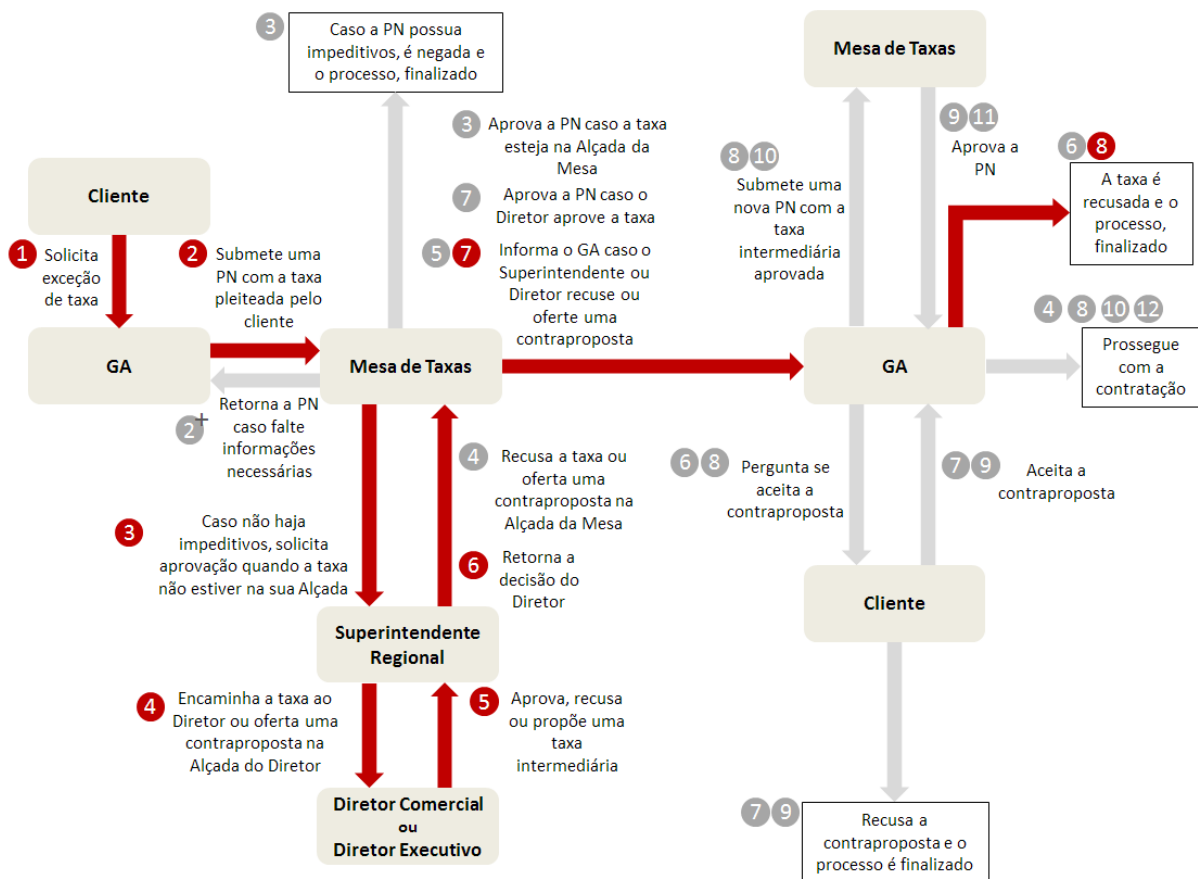 3
Caso a PN possua
impeditivos, é negada e
o processo, finalizado
Mesa de Taxas
3
Aprova a PN caso a taxa
esteja na Alçada da
Mesa
7
Aprova a PN caso o
Diretor aprove a taxa
5 7
Informa o GA caso o
Superintendente ou
Diretor recuse ou
oferte uma
contraproposta
8 10
Submete uma
nova PN com a
taxa
intermediária
aprovada
9 11
Aprova a
PN
6 8
A taxa é
recusada e o
processo,
finalizado
Cliente
1
Solicita
exceção
de taxa
2
Submete uma
PN com a taxa
pleiteada pelo
cliente
GA
Mesa de Taxas
GA
4 8 10 12
Prossegue
com a
contratação
2+
Retorna a PN
caso falte
informações
necessárias
4
Recusa a taxa ou
oferta uma
contraproposta na
Alçada da Mesa
6 8
Pergunta se
aceita a
contraproposta
7 9
Aceita a
contraproposta
3
Caso não haja
impeditivos, solicita
aprovação quando a taxa
não estiver na sua Alçada
6
Retorna a
decisão do
Diretor
Cliente
Superintendente
Regional
4
Encaminha a taxa ao
Diretor ou oferta uma
contraproposta na
Alçada do Diretor
5
Aprova, recusa
ou propõe uma
taxa
intermediária
Diretor Comercial
ou
Diretor Executivo
7 9
Recusa a
contraproposta e o
processo é finalizado